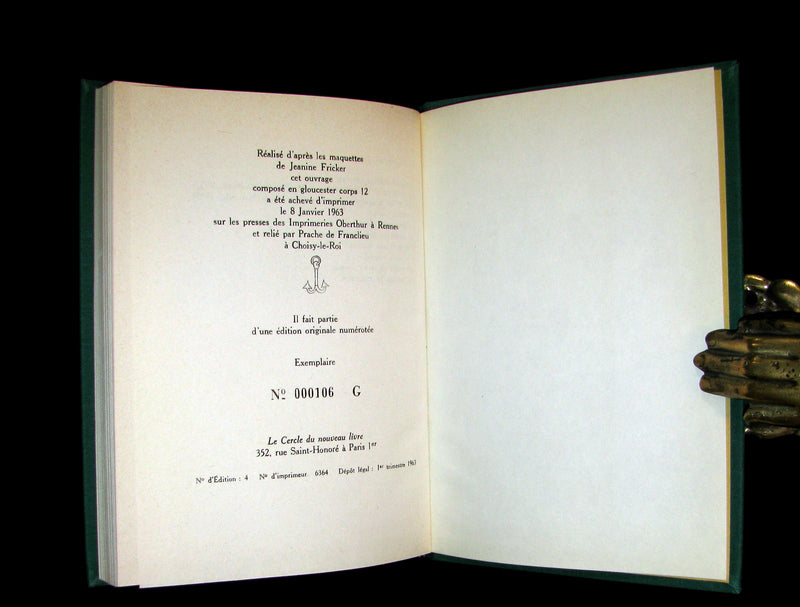 Réalisé d'après les maquettes
de Jeanine Fricker
cet ouvrage
composé en gloucester corps 12
a été achevé d'imprimer
le 8 Janvier 1963
sur les presses des Imprimeries Oberthur à Rennes
et relié par Prache de Franclieu
à Choisy-le-Roi
Il fait partie
d'une édition originale numérotée
Exemplaire
Nº 000106 G
Le Cercle du nouveau livre
352, rue Saint-Honoré à Paris 1er
Nº d'Édition : 4 Nº d'imprimeur 6364 Dépôt légal : 1er trimestre 1963